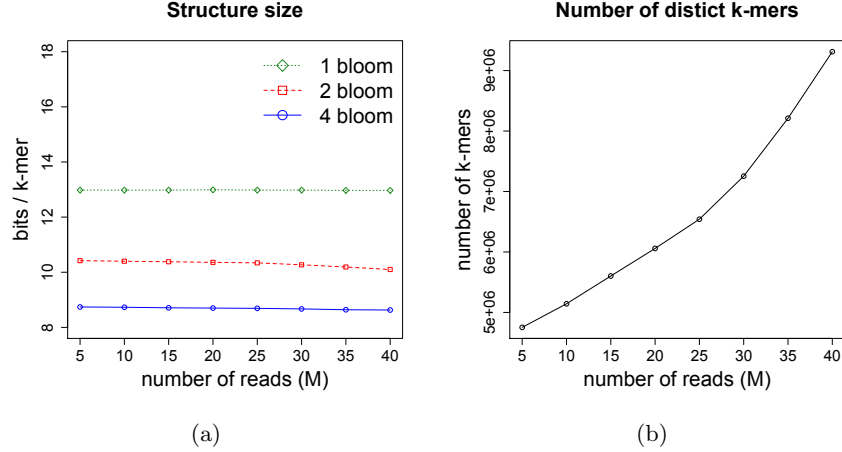 Structure size
bits / k-mer
18
16
14
12
10
8
1 bloom
2 bloom
4 bloom
5 10 15 20 25 30 35 40
number of reads (M)
(a)
Number of distict k-mers
number of k-mers
9e+06
8e+06
7e+06
6e+06
5e+06
5 10 15 20 25 30 35 40
number of reads (M)
(b)